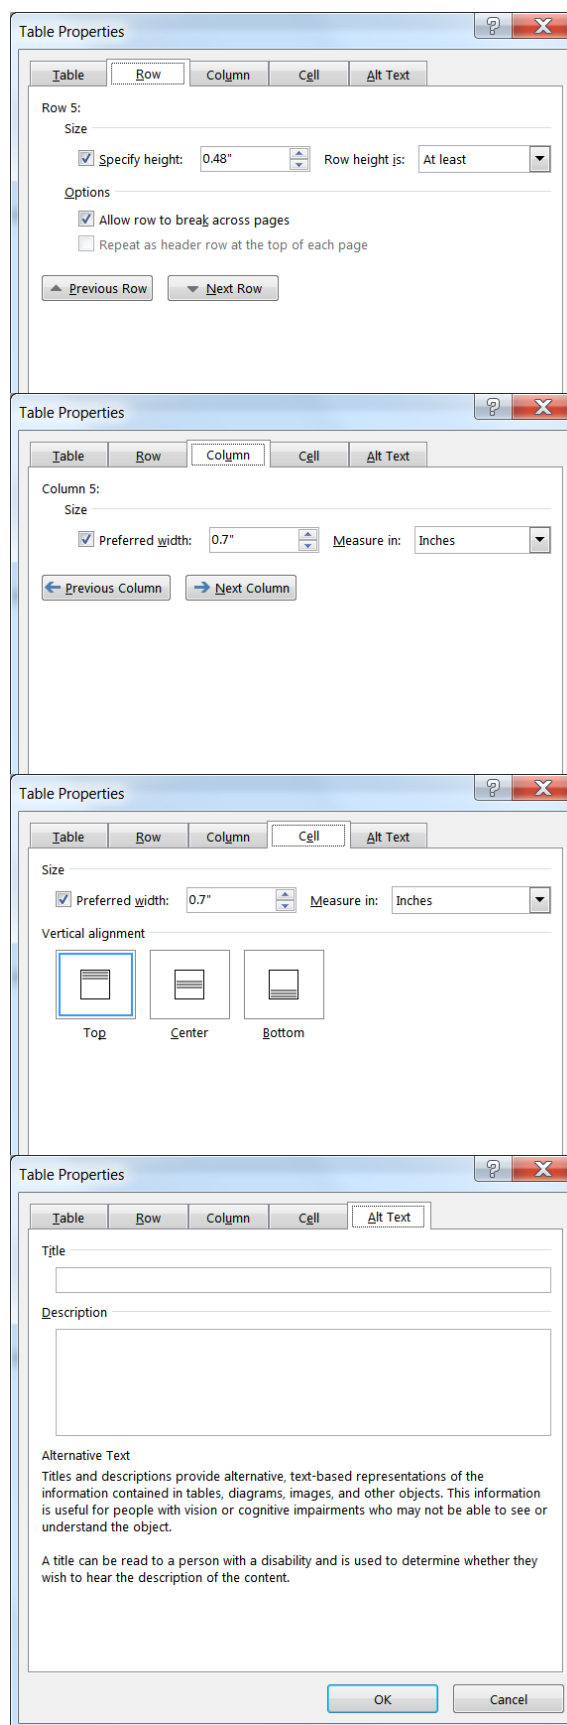 Table Properties
Table Row Column Cell Alt Text
Row 5:
Size
Specify height: 0.48" Row height is: At least
Options
Allow row to break across pages
Repeat as header row at the top of each page
Previous Row Next Row
Table Properties
Table Row Column Cell Alt Text
Column 5:
Size
Preferred width: 0.7" Measure in: Inches
Previous Column Next Column
Table Properties
Table Row Column Cell Alt Text
Size
Preferred width: 0.7" Measure in: Inches
Vertical alignment
Top Center Bottom
Table Properties
Table Row Column Cell Alt Text
Title
Description
Alternative Text
Titles and descriptions provide alternative, text-based representations of the
information contained in tables, diagrams, images, and other objects. This information
is useful for people with vision or cognitive impairments who may not be able to see or
understand the object.
A title can be read to a person with a disability and is used to determine whether they
wish to hear the description of the content.
OK Cancel